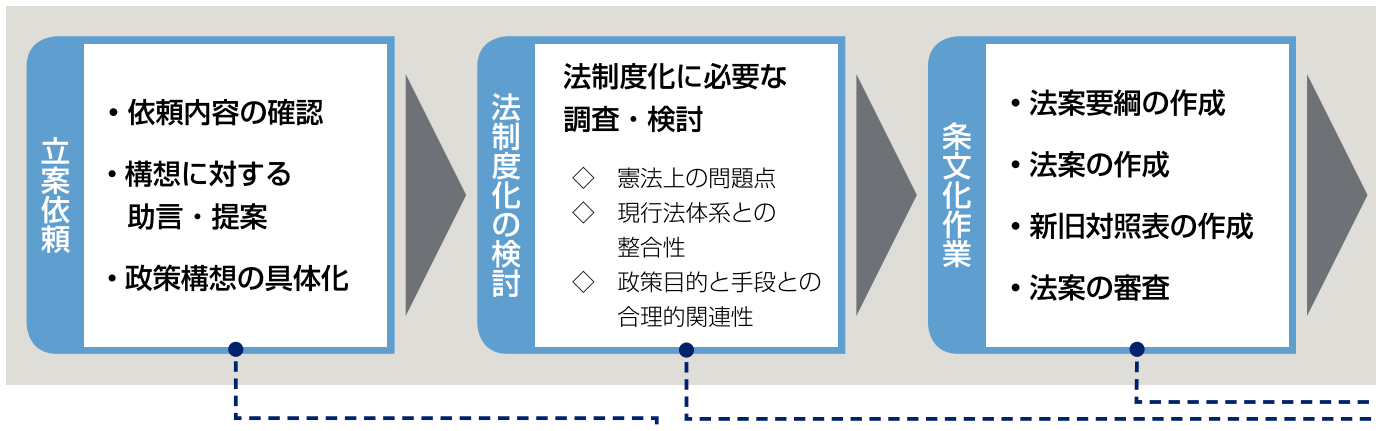 立案依頼
・依頼内容の確認
・構想に対する
助言・提案
・政策構想の具体化
法制度化の検討
法制度化に必要な
調査・検討
◇ 憲法上の問題点
◇ 現行法体系との
整合性
◇ 政策目的と手段との
合理的関連性
条文化作業
・法案要綱の作成
・法案の作成
・新旧対照表の作成
・法案の審査